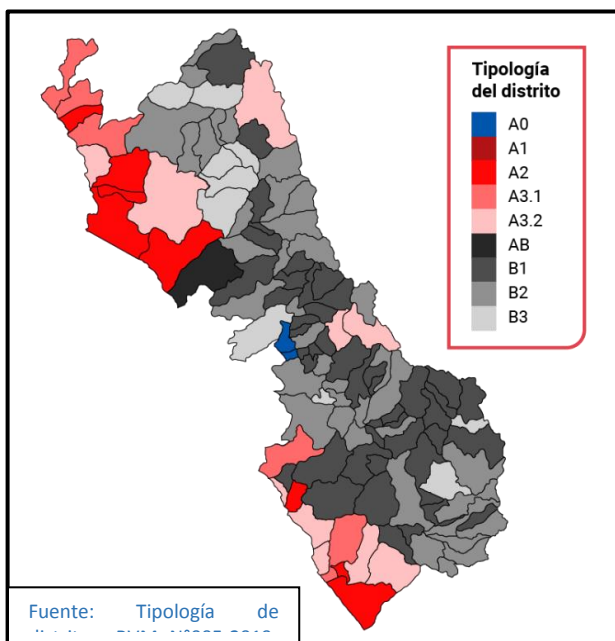 Tipología
del distrito
A0
A1
A2
A3.1
A3.2
AB
B1
B2
B3
Fuente: Tipología de